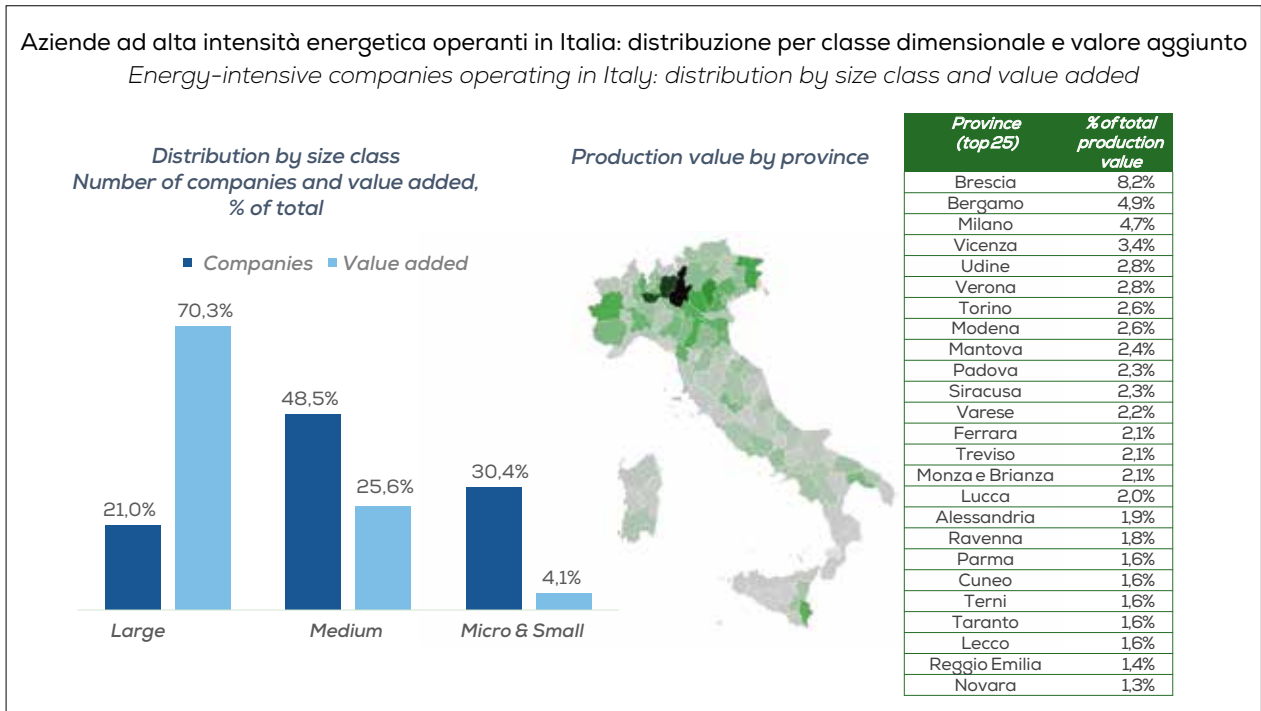 Aziende ad alta intensità energetica operanti in Italia: distribuzione per classe dimensionale e valore aggiunto
Energy-intensive companies operating in Italy: distribution by size class and value added
Distribution by size class
Number of companies and value added,
% of total
Companies Value added
70,3%
48,5%
30,4%
21,0%
25,6%
4,1%
Large Medium Micro & Small
Production value by province
Province
(top 25)
% of total
production
value
Brescia 8,2%
Bergamo 4,9%
Milano 4,7%
Vicenza 3,4%
Udine 2,8%
Verona 2,8%
Torino 2,6%
Modena 2,6%
Mantova 2,4%
Padova 2,3%
Siracusa 2,3%
Varese 2,2%
Ferrara 2,1%
Treviso 2,1%
Monza e Brianza 2,1%
Lucca 2,0%
Alessandria 1,9%
Ravenna 1,8%
Parma 1,6%
Cuneo 1,6%
Terni 1,6%
Taranto 1,6%
Lecco 1,6%
Reggio Emilia 1,4%
Novara 1,3%